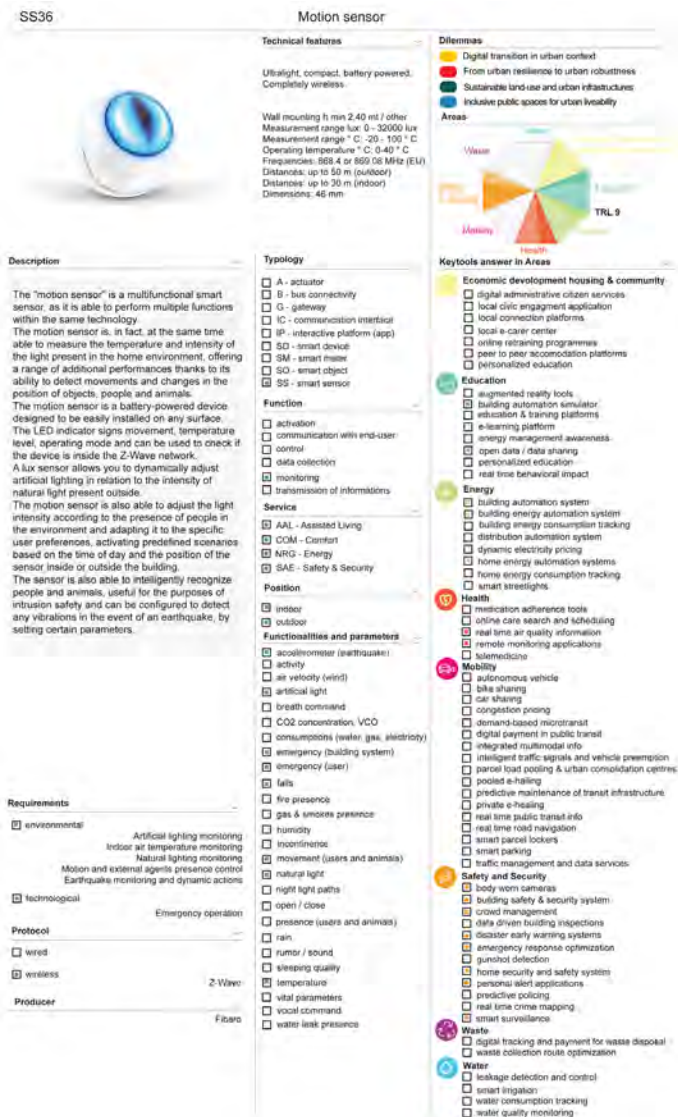 SS36
Motion sensor
Technical features
Ultralight, compact, battery powered.
Completely wireless
Wall mounting h min 2,40 mt / other
Measurement range lux: 0 - 32000 lux
Measurement range ° C: -20 - 100 ° C
Operating temperature ° C: 0-40 ° C
Frequencies: 868.4 or 869.08 MHz (EU)
Distances: up to 50 m (outdoor)
Distances: up to 30 m (indoor)
Dimensions: 46 mm
Dilemmas
Digital transition in urban context
From urban resilience to urban robustness
Sustainable land-use and urban infrastructures
Inclusive public spaces for urban liveability
Areas
Waste
TRL 9
Mobility
Health
Description
The "motion sensor" is a multifunctional smart
sensor, as it is able to perform multiple functions
within the same technology.
The motion sensor is, in fact, at the same time
able to measure the temperature and intensity of
the light present in the home environment, offering
a range of additional performances thanks to its
ability to detect movements and changes in the
position of objects, people and animals.
The motion sensor is a battery-powered device
designed to be easily installed on any surface.
The LED indicator signs movement, temperature
level, operating mode and can be used to check if
the device is inside the Z-Wave network.
A lux sensor allows you to dynamically adjust
artificial lighting in relation to the intensity of
natural light present outside.
The motion sensor is also able to adjust the light
intensity according to the presence of people in
the environment and adapting it to the specific
user preferences, activating predefined scenarios
based on the time of day and the position of the
sensor inside or outside the building.
The sensor is also able to intelligently recognize
people and animals, useful for the purposes of
intrusion safety and can be configured to detect
any vibrations in the event of an earthquake, by
setting certain parameters.
Requirements
environmental
Artificial lighting monitoring
Indoor air temperature monitoring
Natural lighting monitoring
Motion and external agents presence control
Earthquake monitoring and dynamic actions
technological
Emergency operation
Protocol
wired
wireless
Z-Wave
Producer
Fibaro
Typology
A - actuator
B - bus connectivity
G - gateway
IC - communication interface
IP - interactive platform (app)
SD - smart device
SM - smart meter
SO - smart object
SS - smart sensor
Function
activation
communication with end-user
control
data collection
monitoring
transmission of informations
Service
AAL - Assisted Living
COM - Comfort
NRG - Energy
SAE - Safety & Security
Position
indoor
outdoor
Functionalities and parameters
accelerometer (earthquake)
activity
air velocity (wind)
artificial light
breath command
CO2 concentration, VCO
consumptions (water, gas, electricity)
emergency (building system)
emergency (user)
falls
fire presence
gas & smokes presence
humidity
incontinence
movement (users and animals)
natural light
night light paths
open / close
presence (users and animals)
rain
rumor / sound
sleeping quality
temperature
vital parameters
vocal command
water leak presence
Keytools answer in Areas
Economic development housing & community
digital administrative citizen services
local civic engagment application
local connection platforms
local e-carer center
online retraining programmes
peer to peer accomodation platforms
personalized education
Education
augmented reality tools
building automation simulator
education & training platforms
e-learning platform
energy management awareness
open data / data sharing
personalized education
real time behavioral impact
Energy
building automation system
building energy automation system
building energy consumption tracking
distribution automation system
dynamic electricity pricing
home energy automation systems
home energy consumption tracking
smart streetlights
Health
medication adherence tools
online care search and scheduling
real time air quality information
remote monitoring applications
telemedicine
Mobility
autonomous vehicle
bike sharing
car sharing
congestion pricing
demand-based microtransit
digital payment in public transit
integrated multimodal info
intelligent traffic signals and vehicle preemption
parcel load pooling & urban consolidation centres
pooled e-hailing
predictive maintenance of transit infrastructure
private e-healing
real time public transit info
real time road navigation
smart parcel lockers
smart parking
traffic management and data services
Safety and Security
body worn cameras
building safety & security system
crowd management
data driven building inspections
disaster early warning systems
emergency response optimization
gunshot detection
home security and safety system
personal alert applications
predictive policing
real time crime mapping
smart surveillance
Waste
digital tracking and payment for waste disposal
waste collection route optimization
Water
leakage detection and control
smart irrigation
water consumption tracking
water quality monitoring